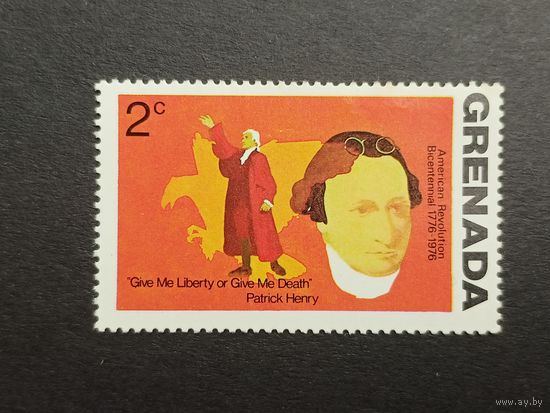 2c
GRENADA
American Revolution
Bicentennial 1776-1976
"Give Me Liberty or Give Me Death"
Patrick Henry
© www.ay.by